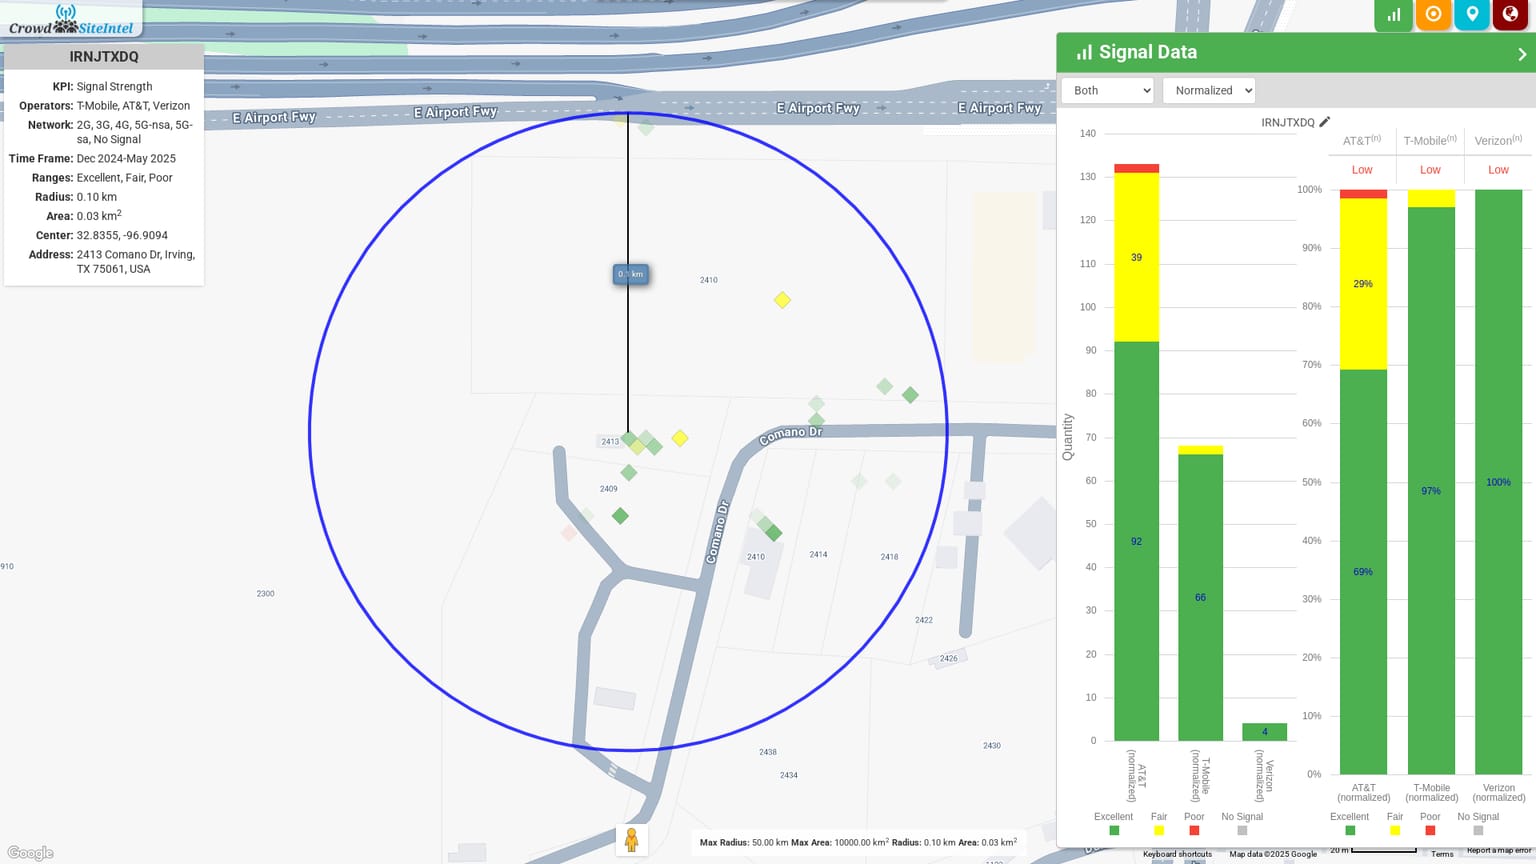 CrowdSiteIntel
IRNJTXDQ
KPI: Signal Strength
Operators: T-Mobile, AT&T, Verizon
Network: 2G, 3G, 4G, 5G-nsa, 5G-
sa, No Signal
Time Frame: Dec 2024-May 2025
Ranges: Excellent, Fair, Poor
Radius: 0.10 km
Area: 0.03 km²
Center: 32.8355, -96.9094
Address: 2413 Comano Dr, Irving,
TX 75061, USA
E Airport Fwy
E Airport Fwy
E Airport Fwy
E Airport Fwy
0.1 km
2410
2413
Comano Dr
2409
Comano Dr
2410
2414
2418
910
2300
2422
2426
2438
2430
2434
Google
Max Radius: 50.00 km Max Area: 10000.00 km² Radius: 0.10 km Area: 0.03 km²
Keyboard shortcuts
Map data ©2025 Google
20 m
Terms
Report a map error
Signal Data
Both
Normalized
IRNJTXDQ
140
130
120
110
100
90
80
70
60
50
40
30
20
10
0
Quantity
39
92
66
4
AT&T
(normalized)
T-Mobile
(normalized)
Verizon
(normalized)
Excellent Fair Poor No Signal
AT&T(n) T-Mobile(n) Verizon(n)
Low Low Low
100%
90%
80%
70%
60%
50%
40%
30%
20%
10%
0%
29%
69%
97%
100%
AT&T
(normalized)
T-Mobile
(normalized)
Verizon
(normalized)
Excellent Fair Poor No Signal